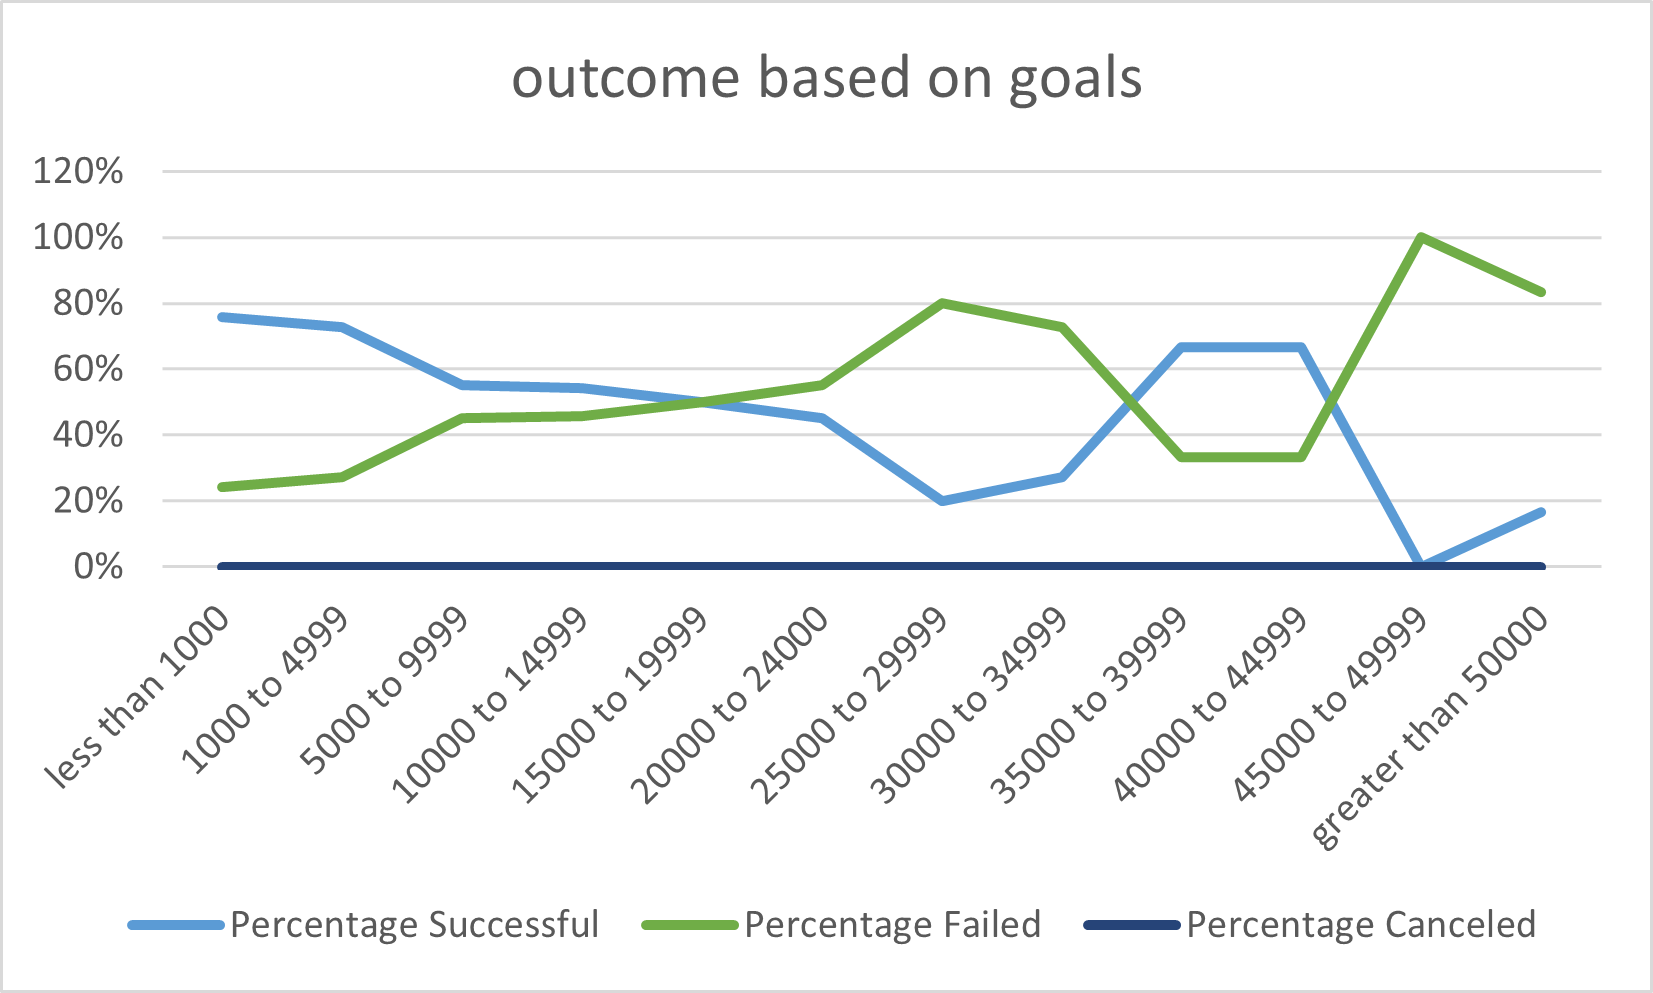 outcome based on goals
120%
100%
80%
60%
40%
20%
0%
less than 1000
1000 to 4999
5000 to 9999
10000 to 14999
15000 to 19999
20000 to 24000
25000 to 29999
30000 to 34999
35000 to 39999
40000 to 44999
45000 to 49999
greater than 50000
Percentage Successful
Percentage Failed
Percentage Canceled